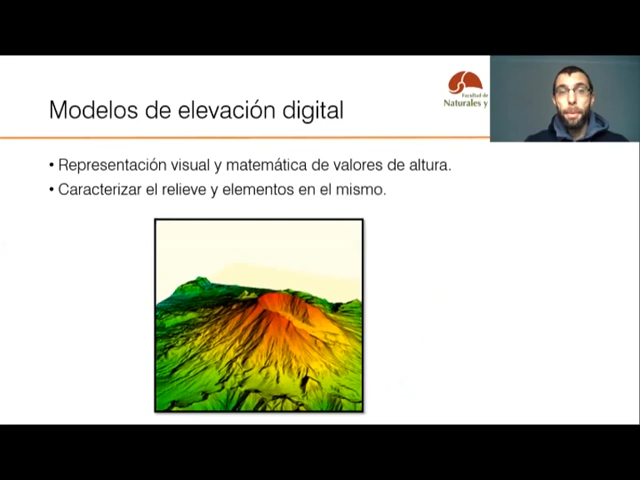 Modelos de elevación digital
Facultad de
Naturales y
• Representación visual y matemática de valores de altura.
• Caracterizar el relieve y elementos en el mismo.